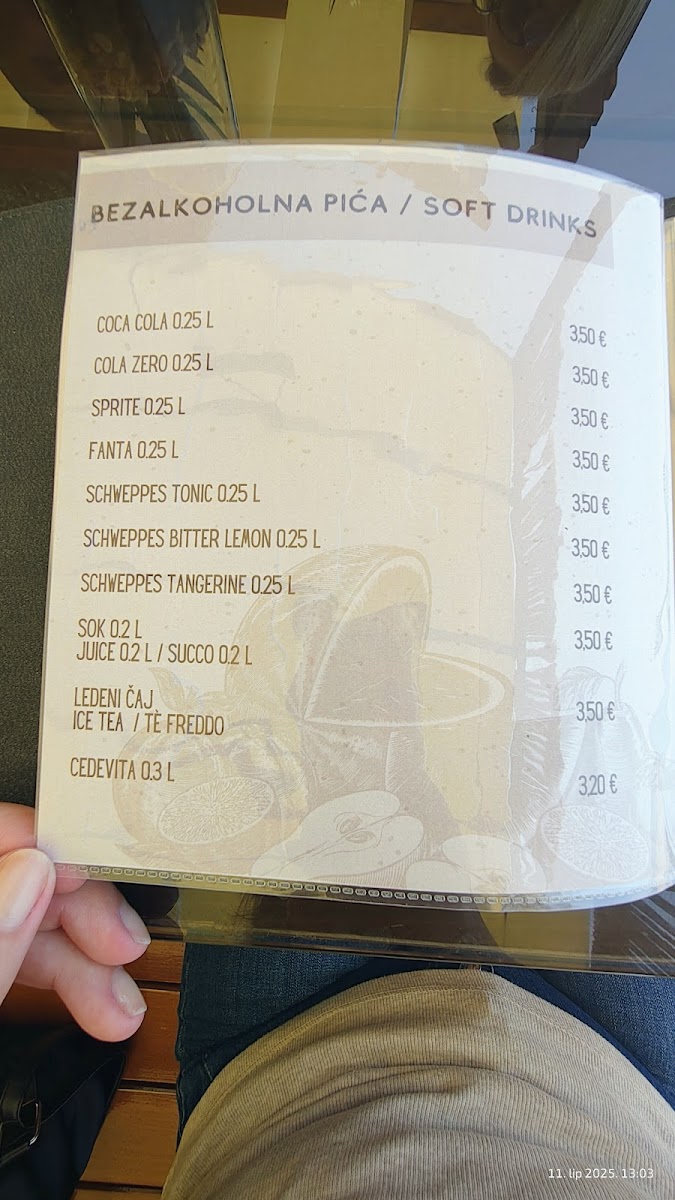 BEZALKOHOLNA PIĆA / SOFT DRINKS
COCA COLA 0.25 L 3,50 €
COLA ZERO 0.25 L 3,50 €
SPRITE 0.25 L 3,50 €
FANTA 0.25 L 3,50 €
SCHWEPPES TONIC 0.25 L 3,50 €
SCHWEPPES BITTER LEMON 0.25 L 3,50 €
SCHWEPPES TANGERINE 0.25 L 3,50 €
SOK 0.2 L 3,50 €
JUICE 0.2 L / SUCCO 0.2 L
LEDENI ČAJ 3,50 €
ICE TEA / TÈ FREDDO
CEDEVITA 0.3 L 3,20 €
11. lip 2025. 13:03